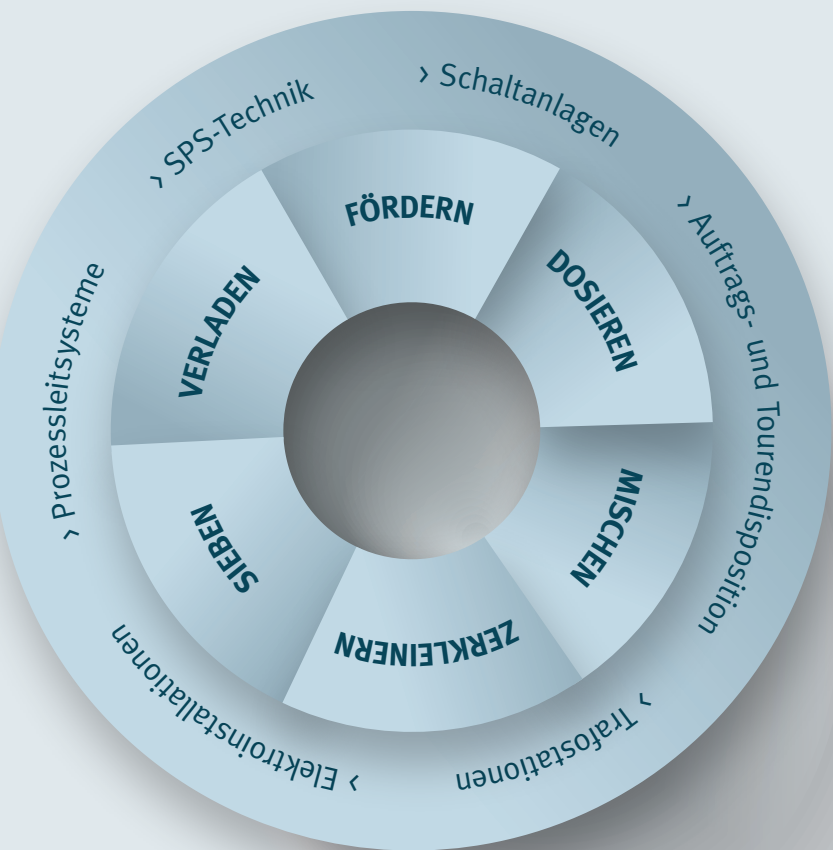 › Schaltanlagen
› Auftrags- und Tourendisposition
› Trafostationen
› Elektroinstallationen
› Prozessleitsysteme
› SPS-Technik
FÖRDERN
DOSIEREN
MISCHEN
ZERKLEINERN
SIEBEN
VERLADEN